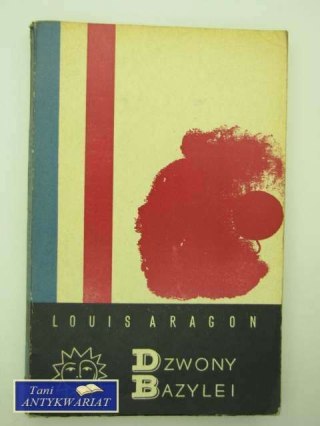 LOUIS ARAGON
DZWONY
BAZYLEI
Tani
ANTYKWARIAT